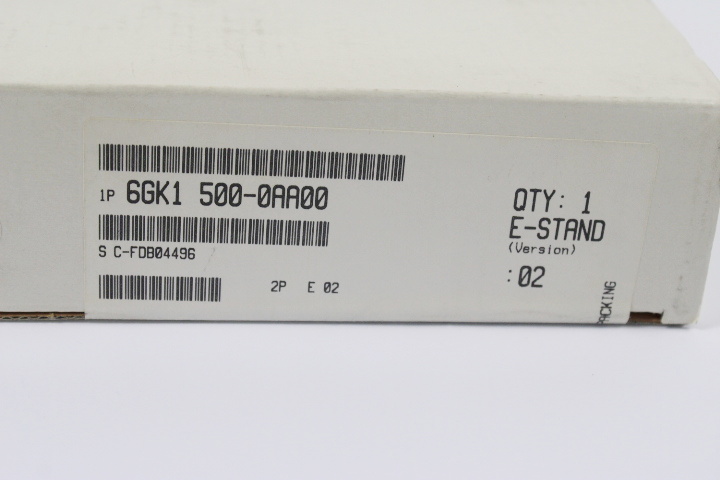 1P 6GK1 500-0AA00
S C-FDB04496
2P E 02
QTY: 1
E-STAND
(Version)
:02
PACKING